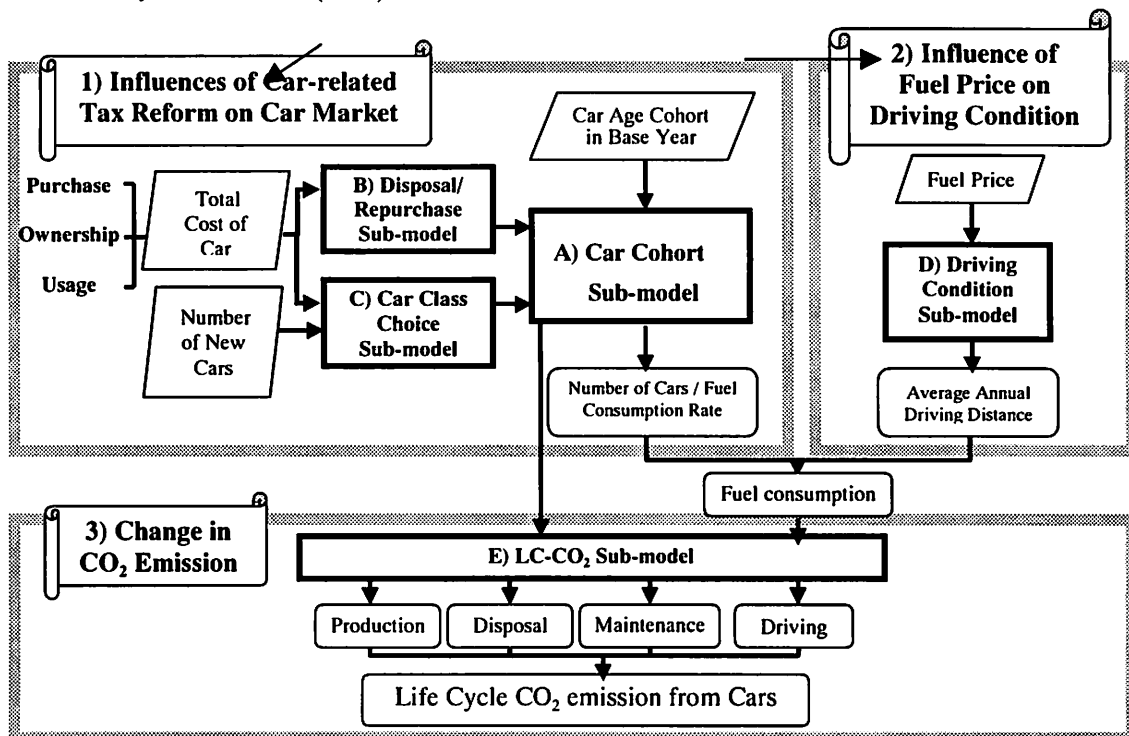 1) Influences of Car-related
Tax Reform on Car Market
2) Influence of
Fuel Price on
Driving Condition
Car Age Cohort
in Base Year
Fuel Price
Purchase
Ownership
Usage
Total
Cost of
Car
B) Disposal/
Repurchase
Sub-model
A) Car Cohort
Sub-model
D) Driving
Condition
Sub-model
Number
of New
Cars
C) Car Class
Choice
Sub-model
Number of Cars / Fuel
Consumption Rate
Average Annual
Driving Distance
Fuel consumption
3) Change in
CO₂ Emission
E) LC-CO₂ Sub-model
Production
Disposal
Maintenance
Driving
Life Cycle CO₂ emission from Cars